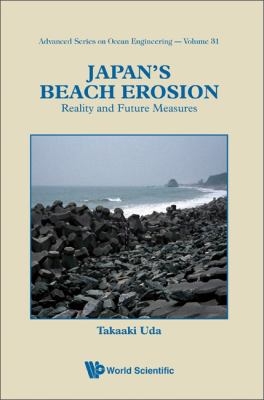 Advanced Series on Ocean Engineering — Volume 31
JAPAN'S
BEACH EROSION
Reality and Future Measures
Takaaki Uda
World Scientific